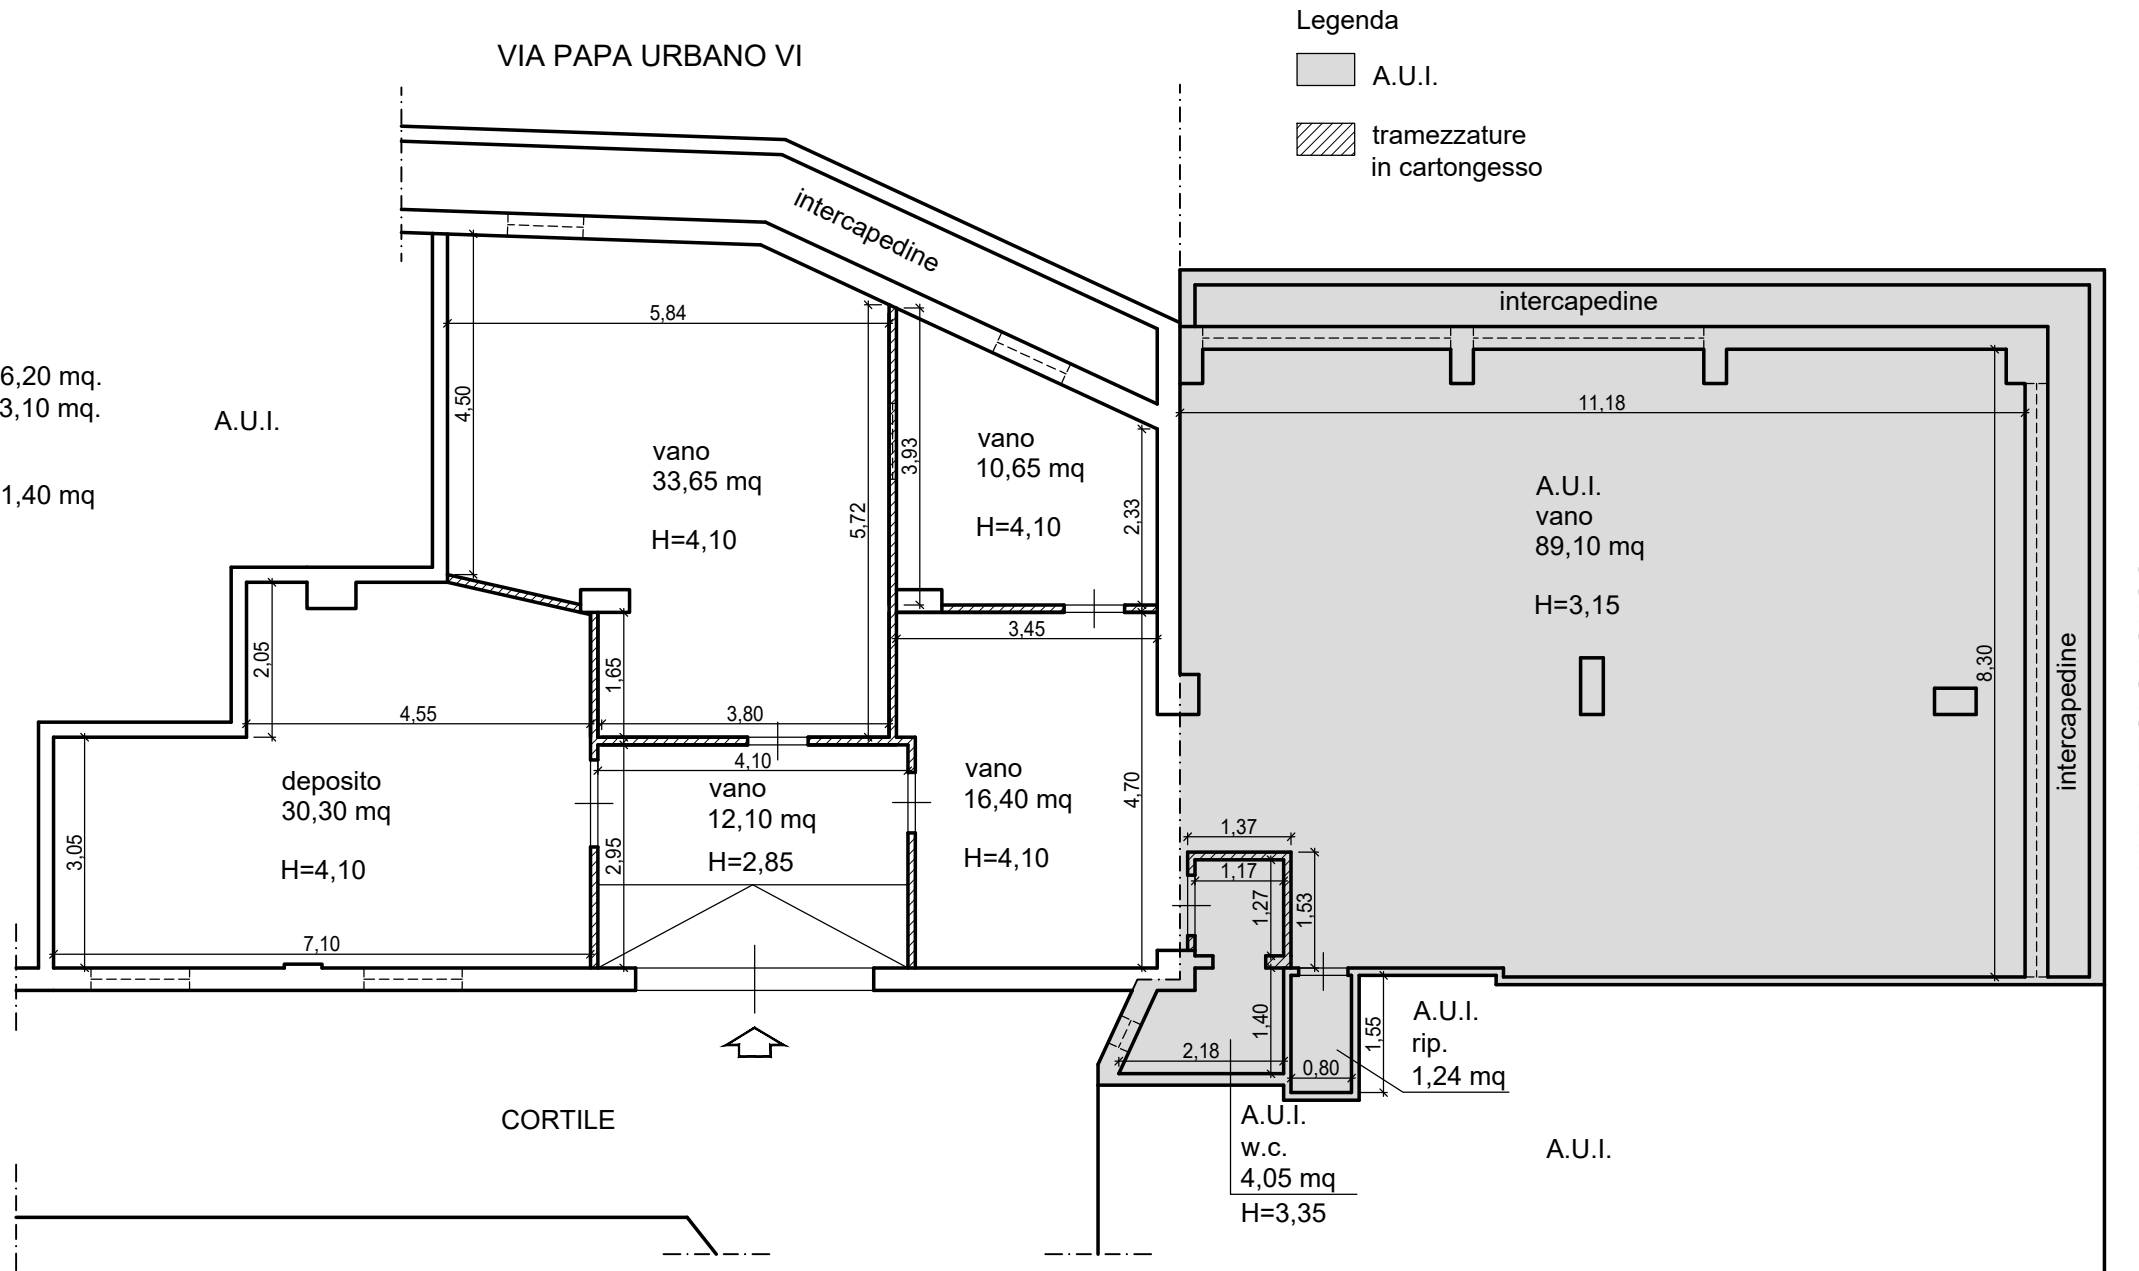 Legenda
A.U.I.
tramezzature
in cartongesso
VIA PAPA URBANO VI
intercapedine
intercapedine
intercapedine
6,20 mq.
3,10 mq.
1,40 mq
A.U.I.
5,84
4,50
vano
33,65 mq
H=4,10
5,72
3,93
vano
10,65 mq
H=4,10
2,33
11,18
A.U.I.
vano
89,10 mq
H=3,15
8,30
2,05
4,55
1,65
3,80
3,45
deposito
30,30 mq
H=4,10
3,05
7,10
4,10
vano
12,10 mq
H=2,85
2,95
vano
16,40 mq
H=4,10
4,70
1,37
1,17
1,27
1,53
1,40
2,18
0,80
1,55
A.U.I.
rip.
1,24 mq
A.U.I.
w.c.
4,05 mq
H=3,35
CORTILE
A.U.I.